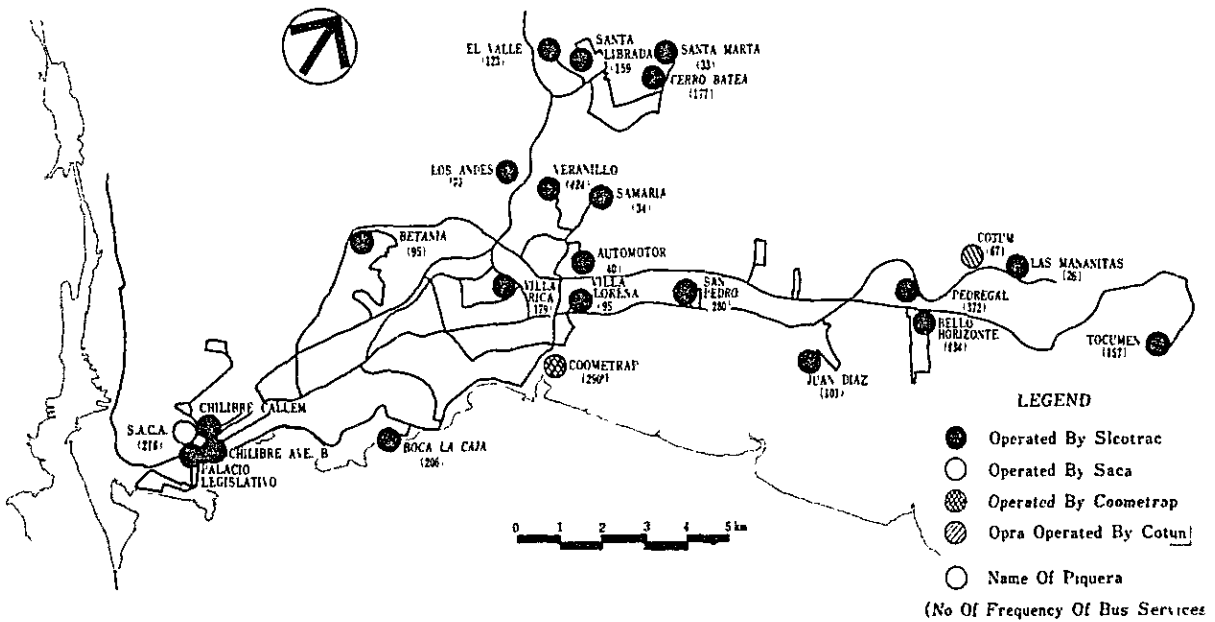 EL VALLE
(123)
SANTA
LIBRADA
(159
SANTA MARTA
(33)
CERRO BATEA
(177)
LOS ANDES
VERANILLO
(424)
SAMARIA
(34)
BETANIA
(95)
AUTOMOTOR
40)
VILLA
RICA
179
VILLA
LORENA
(95
SAN
PEDRO
280)
COTUM
(67)
LAS MANANITAS
(26)
PEDREGAL
(372)
BELLO
HORIZONTE
(134)
TOCUMEN
(157)
JUAN DIAZ
(101)
COOMETRAP
(250)
CHILIBRE CALLEM
S.A.C.A.
(216)
CHILIBRE AVE. B
PALACIO
LEGISLATIVO
BOCA LA CAJA
(206)
0 1 2 3 4 5 km
LEGEND
Operated By Sicotrac
Operated By Saca
Operated By Coometrap
Opra Operated By Cotun
Name Of Piquera
(No Of Frequency Of Bus Services